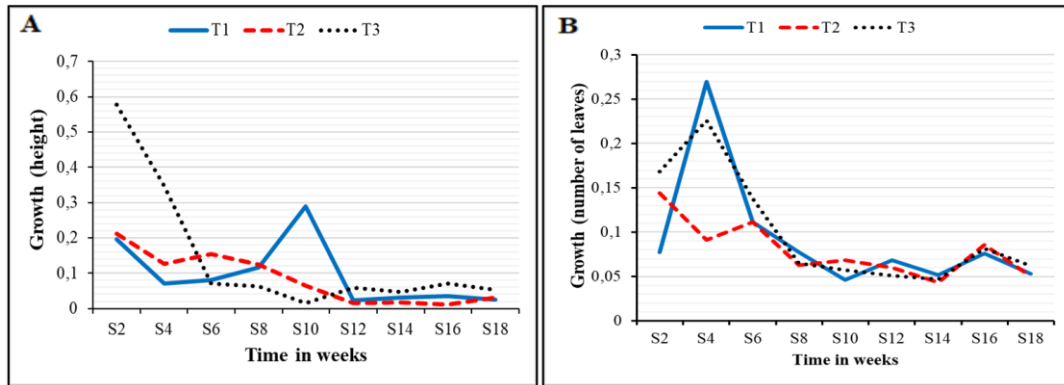 A
T1 T2 T3
0,7
0,6
0,5
0,4
0,3
0,2
0,1
0
Growth (height)
S2 S4 S6 S8 S10 S12 S14 S16 S18
Time in weeks
B
T1 T2 T3
0,3
0,25
0,2
0,15
0,1
0,05
0
Growth (number of leaves)
S2 S4 S6 S8 S10 S12 S14 S16 S18
Time in weeks